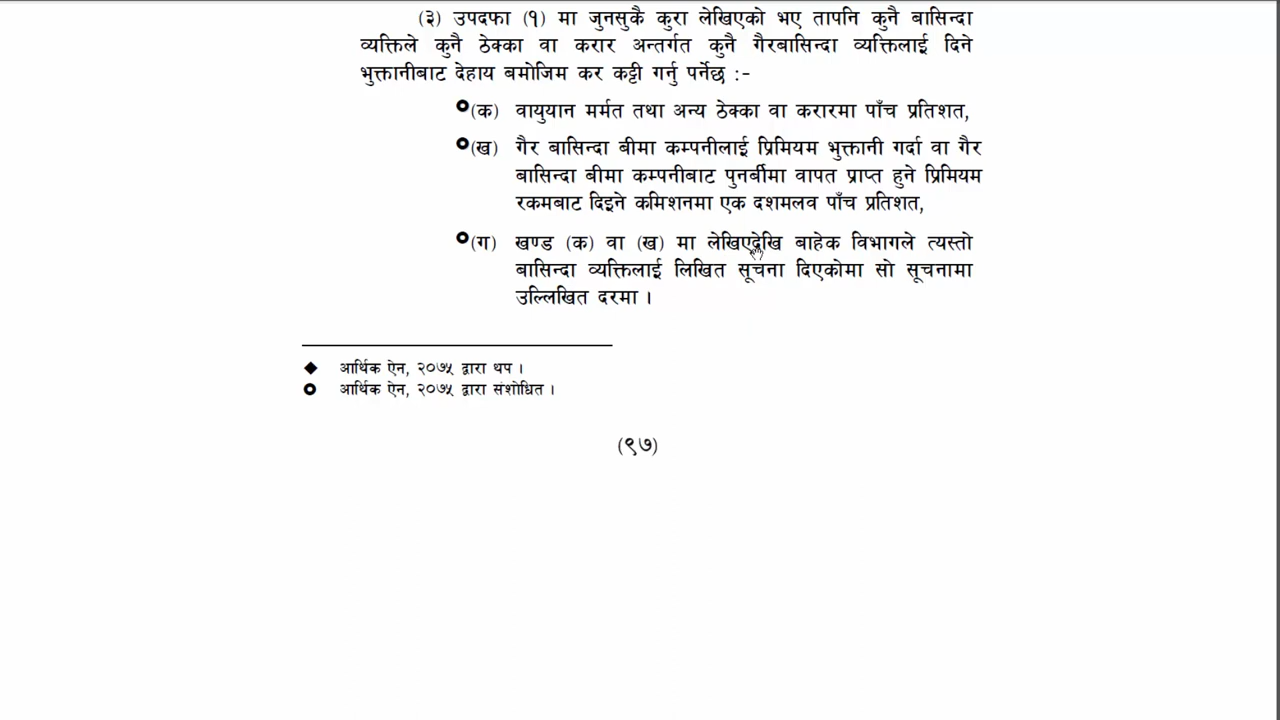 (३) उपदफा (१) मा जुनसुकै कुरा लेखिएको भए तापनि कुनै बासिन्दा
व्यक्तिले कुनै ठेक्का वा करार अन्तर्गत कुनै गैरबासिन्दा व्यक्तिलाई दिने
भुक्तानीबाट देहाय बमोजिम कर कट्टी गर्नु पर्नेछ :-
(क) वायुयान मर्मत तथा अन्य ठेक्का वा करारमा पाँच प्रतिशत,
(ख) गैर बासिन्दा बीमा कम्पनीलाई प्रिमियम भुक्तानी गर्दा वा गैर
बासिन्दा बीमा कम्पनीबाट पुनर्बीमा वापत प्राप्त हुने प्रिमियम
रकमबाट दिइने कमिशनमा एक दशमलव पाँच प्रतिशत,
(ग) खण्ड (क) वा (ख) मा लेखिएदेखि बाहेक विभागले त्यस्तो
बासिन्दा व्यक्तिलाई लिखित सूचना दिएकोमा सो सूचनामा
उल्लिखित दरमा ।
◆ आर्थिक ऐन, २०७५ द्वारा थप ।
आर्थिक ऐन, २०७५ द्वारा संशोधित ।
(९७)